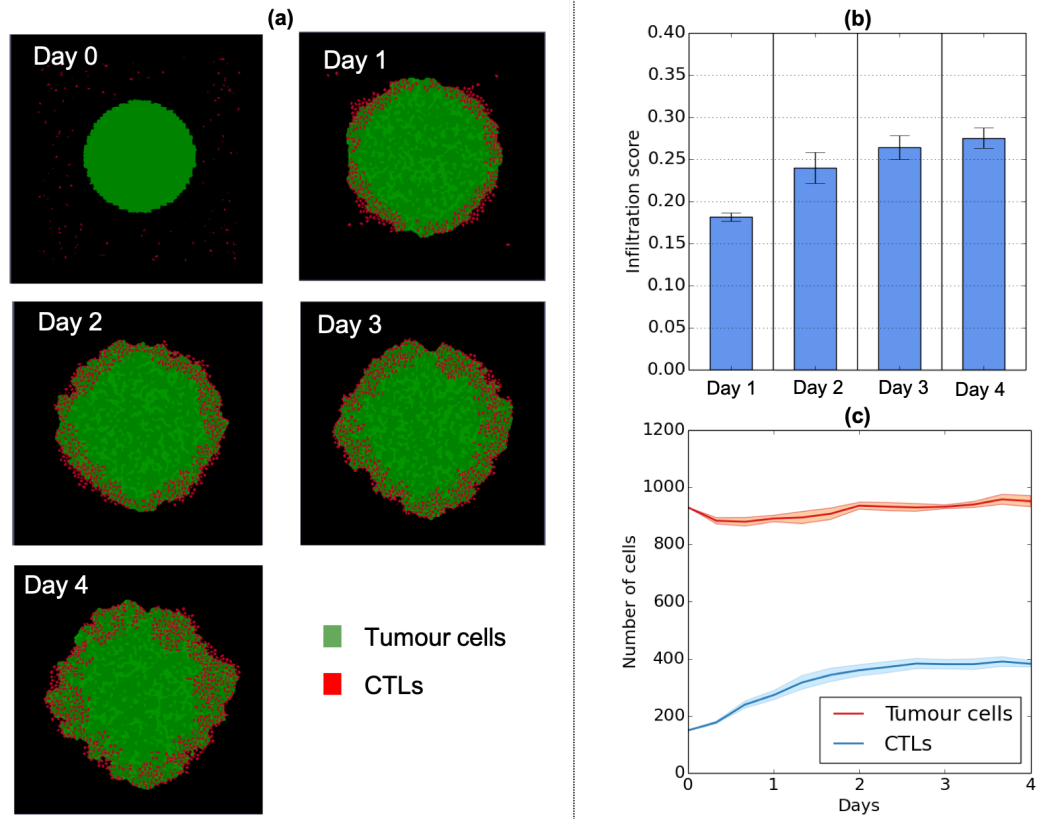 (a)
Day 0
Day 1
Day 2
Day 3
Day 4
Tumour cells
CTLs
(b)
0.40
0.35
0.30
0.25
0.20
0.15
0.10
0.05
0.00
Infiltration score
Day 1 Day 2 Day 3 Day 4
(c)
1200
1000
800
600
400
200
0
Number of cells
Tumour cells
CTLs
0 1 2 3 4
Days